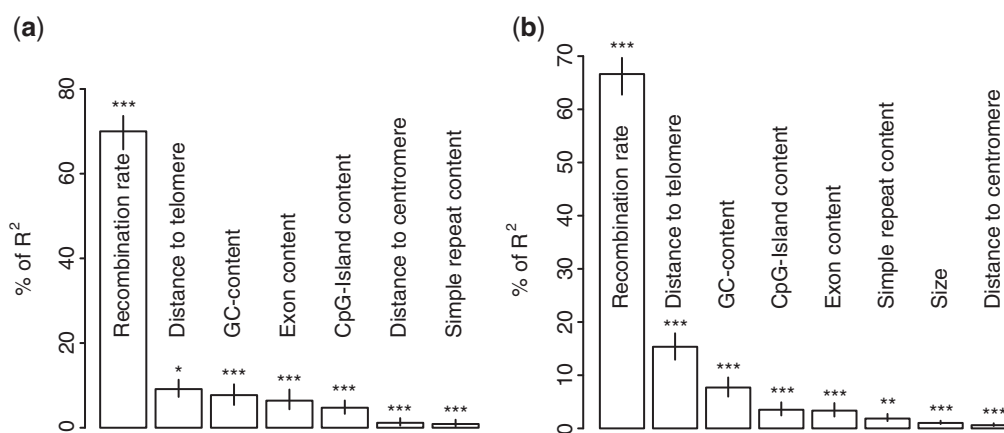 (a)
% of R²
0 20 40 60 80
*** * *** *** *** *** ***
Recombination rate
Distance to telomere
GC-content
Exon content
CpG-Island content
Distance to centromere
Simple repeat content
(b)
% of R²
0 10 20 30 40 50 60 70
*** *** *** *** *** ** *** ***
Recombination rate
Distance to telomere
GC-content
CpG-Island content
Exon content
Simple repeat content
Size
Distance to centromere